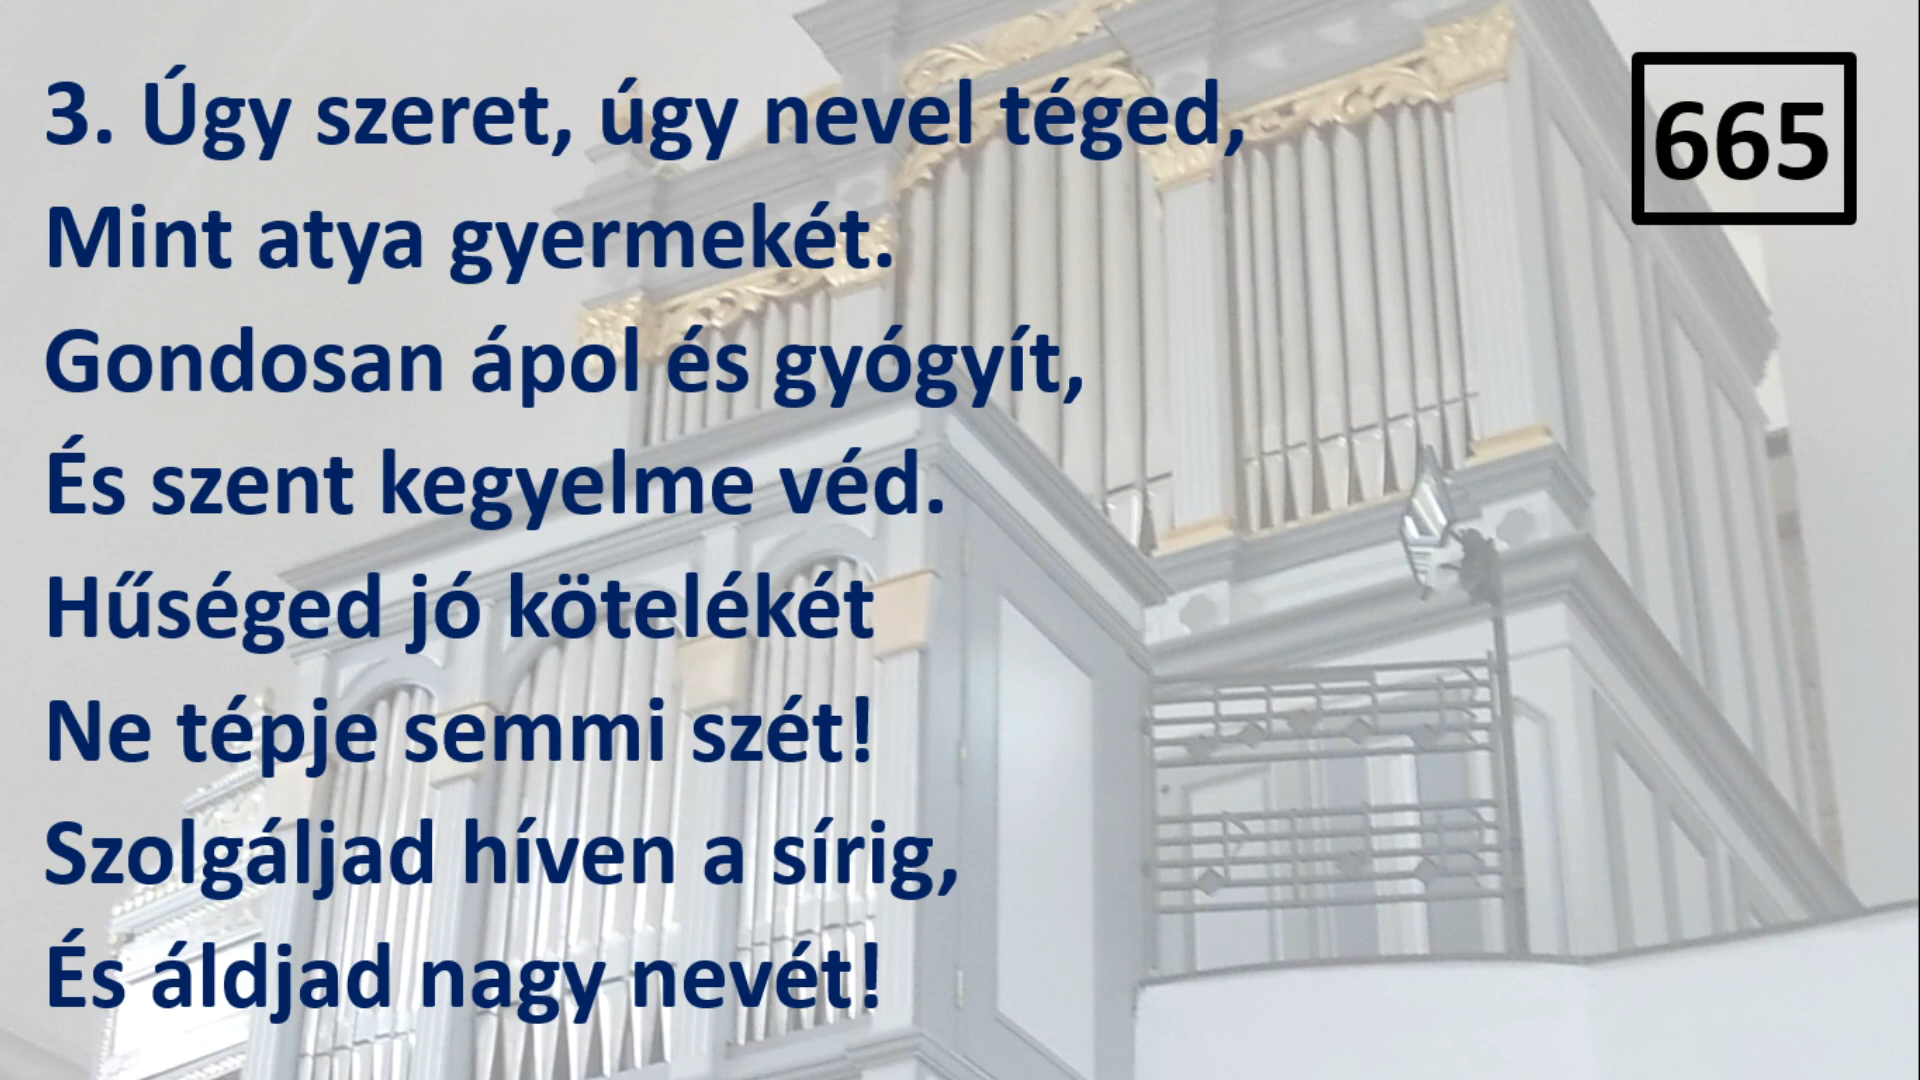 3. Úgy szeret, úgy nevel téged,
Mint atya gyermekét.
Gondosan ápol és gyógyít,
És szent kegyelme véd.
Hűséged jó kötelékét
Ne tépje semmi szét!
Szolgáljad híven a sírig,
És áldjad nagy nevét!
665